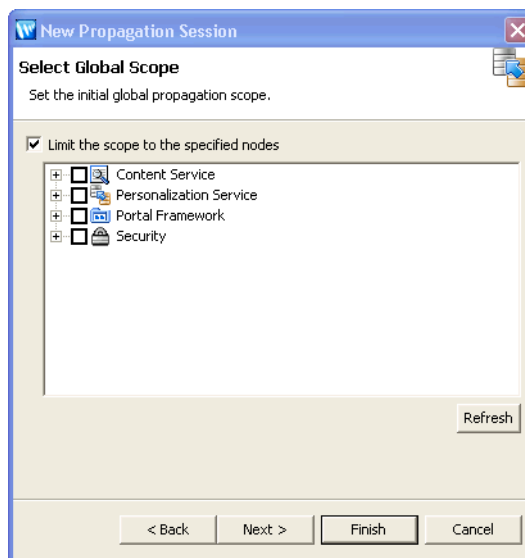 New Propagation Session
Select Global Scope
Set the initial global propagation scope.
Limit the scope to the specified nodes
Content Service
Personalization Service
Portal Framework
Security
Refresh
< Back Next > Finish Cancel